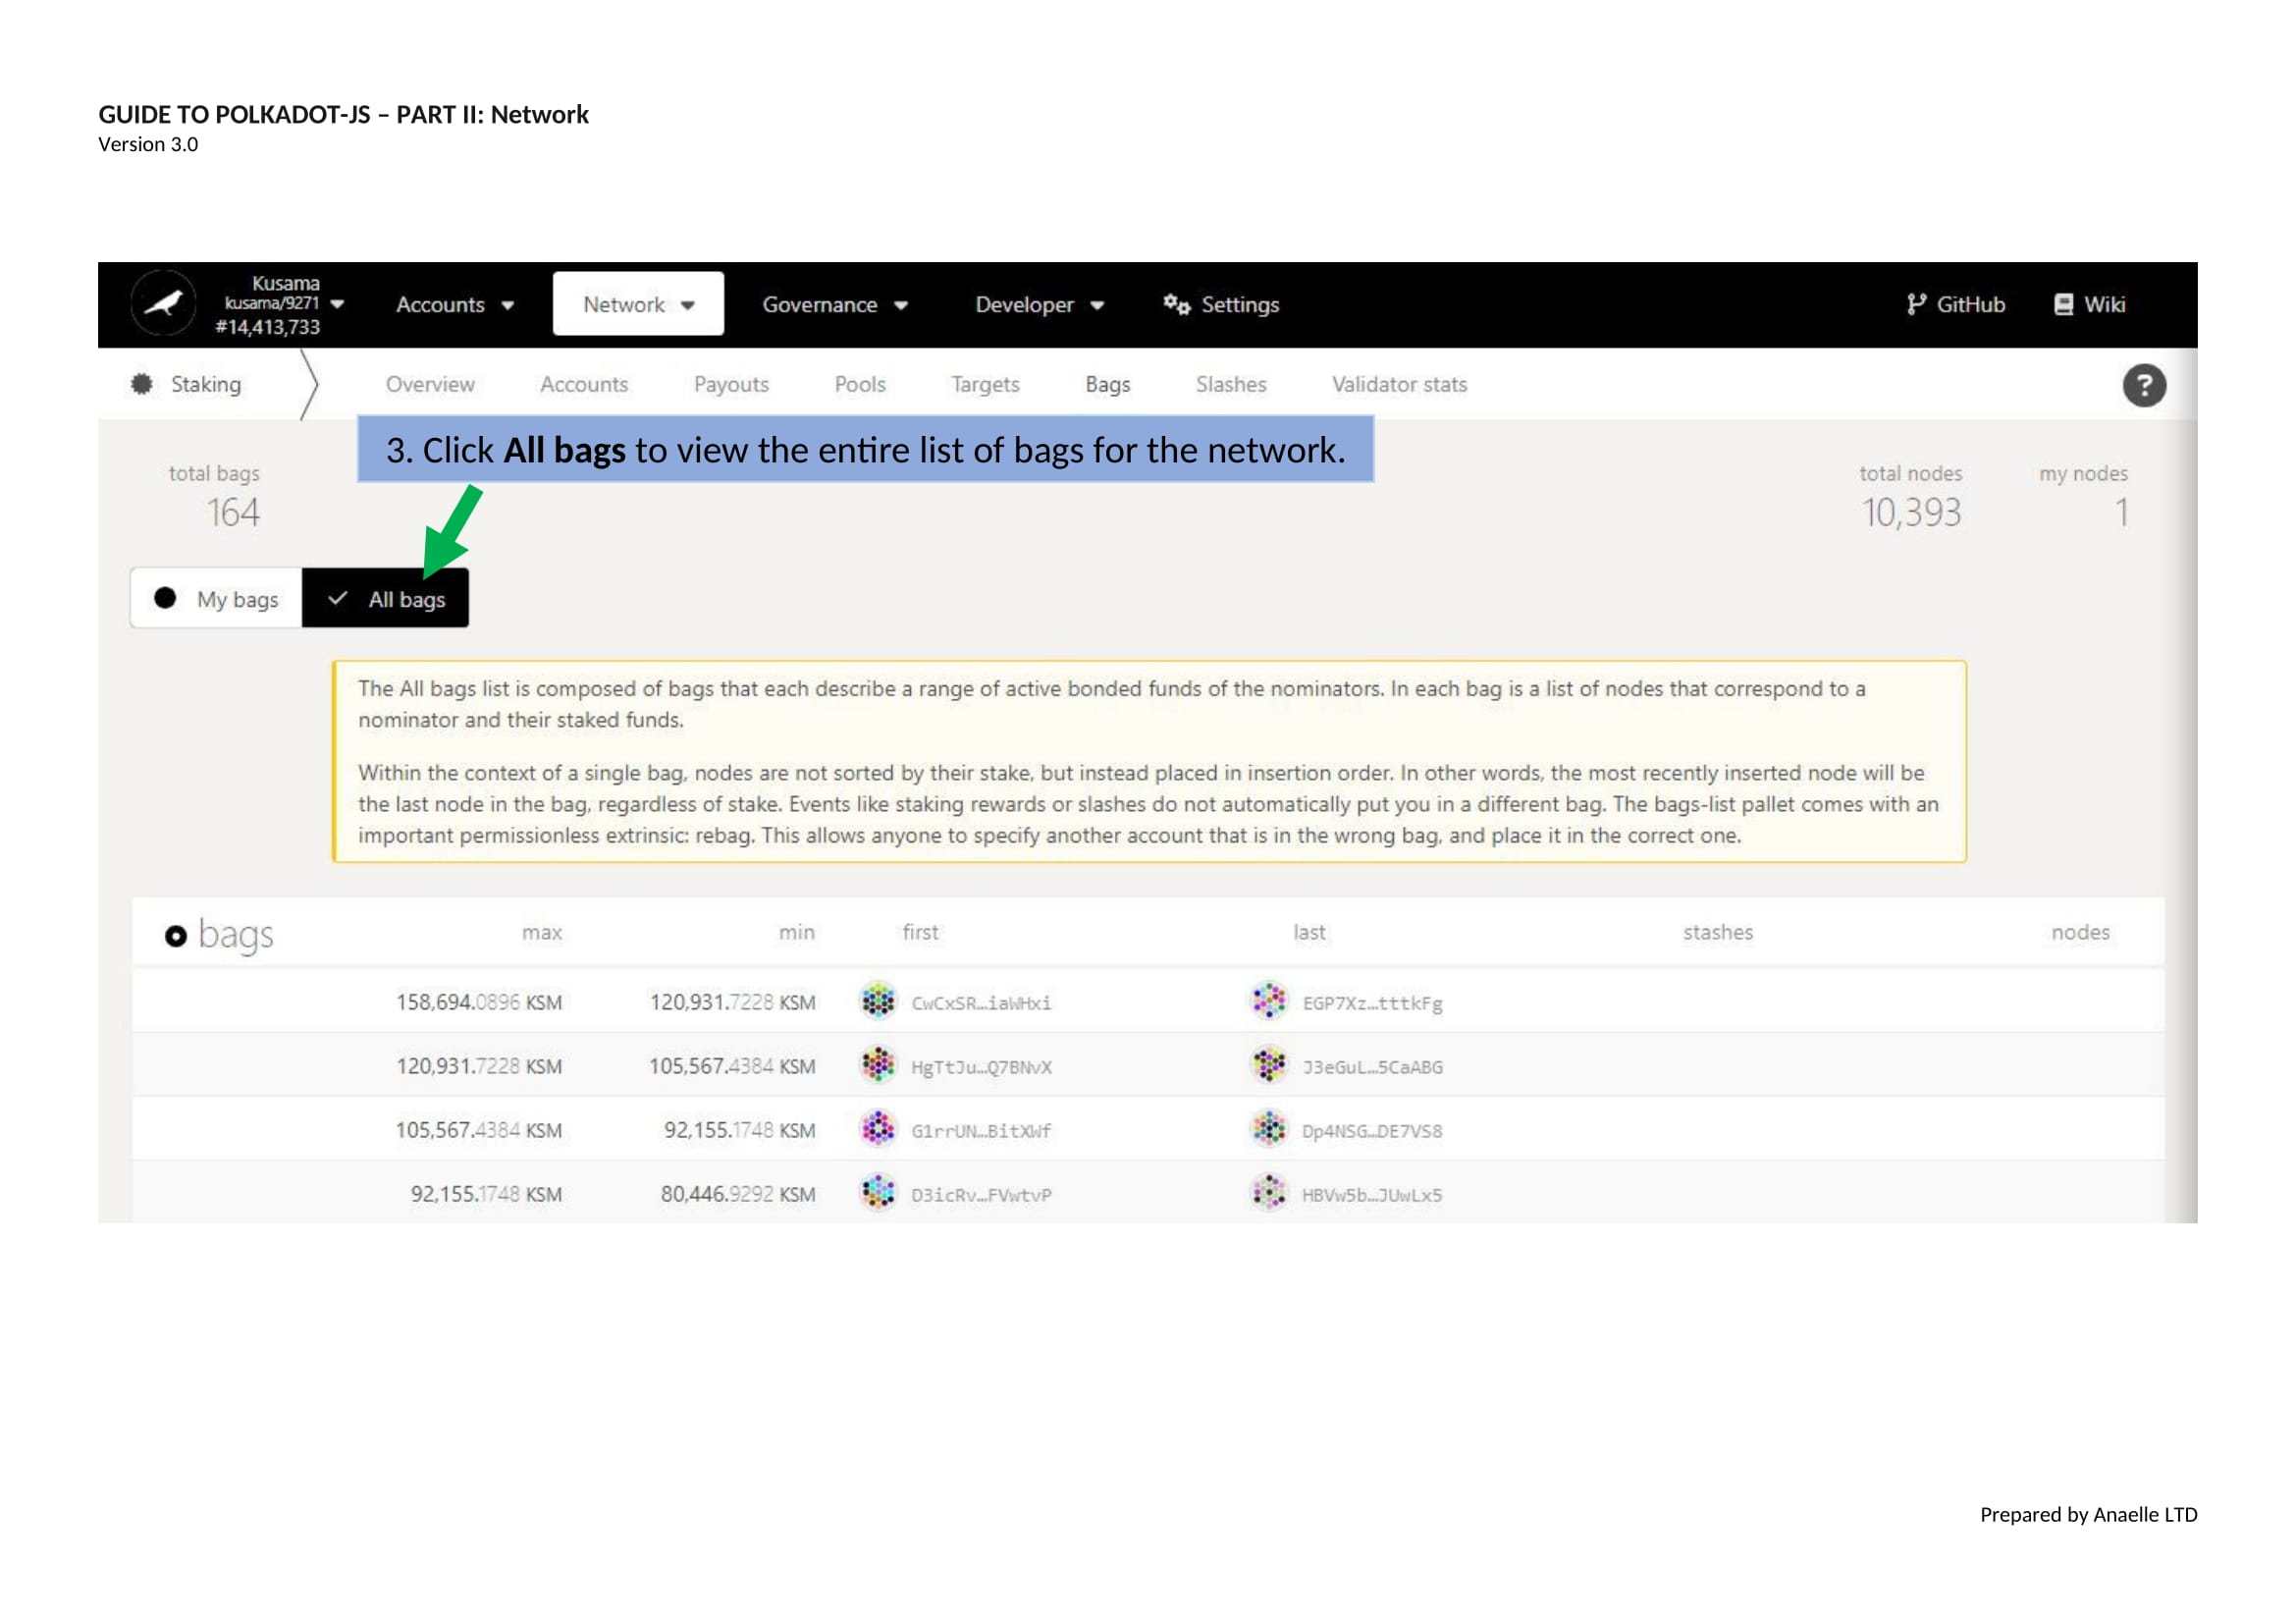 GUIDE TO POLKADOT-JS – PART II: Network
Version 3.0
Kusama
kusama/9271
#14,413,733
Accounts
Network
Governance
Developer
Settings
GitHub
Wiki
Staking
Overview
Accounts
Payouts
Pools
Targets
Bags
Slashes
Validator stats
?
3. Click All bags to view the entire list of bags for the network.
total bags
164
total nodes
10,393
my nodes
1
My bags
All bags
The All bags list is composed of bags that each describe a range of active bonded funds of the nominators. In each bag is a list of nodes that correspond to a
nominator and their staked funds.
Within the context of a single bag, nodes are not sorted by their stake, but instead placed in insertion order. In other words, the most recently inserted node will be
the last node in the bag, regardless of stake. Events like staking rewards or slashes do not automatically put you in a different bag. The bags-list pallet comes with an
important permissionless extrinsic: rebag. This allows anyone to specify another account that is in the wrong bag, and place it in the correct one.
bags max min first last stashes nodes
158,694.0896 KSM 120,931.7228 KSM CwCxSR…iaWHxi EGP7Xz…tttkFg
120,931.7228 KSM 105,567.4384 KSM HgTtJu…Q7BNvX J3eGuL…5CaABG
105,567.4384 KSM 92,155.1748 KSM G1rrUN…BitXWf Dp4NSG…DE7VS8
92,155.1748 KSM 80,446.9292 KSM D3icRv…FVwtvP HBVw5b…JUwLx5
Prepared by Anaelle LTD